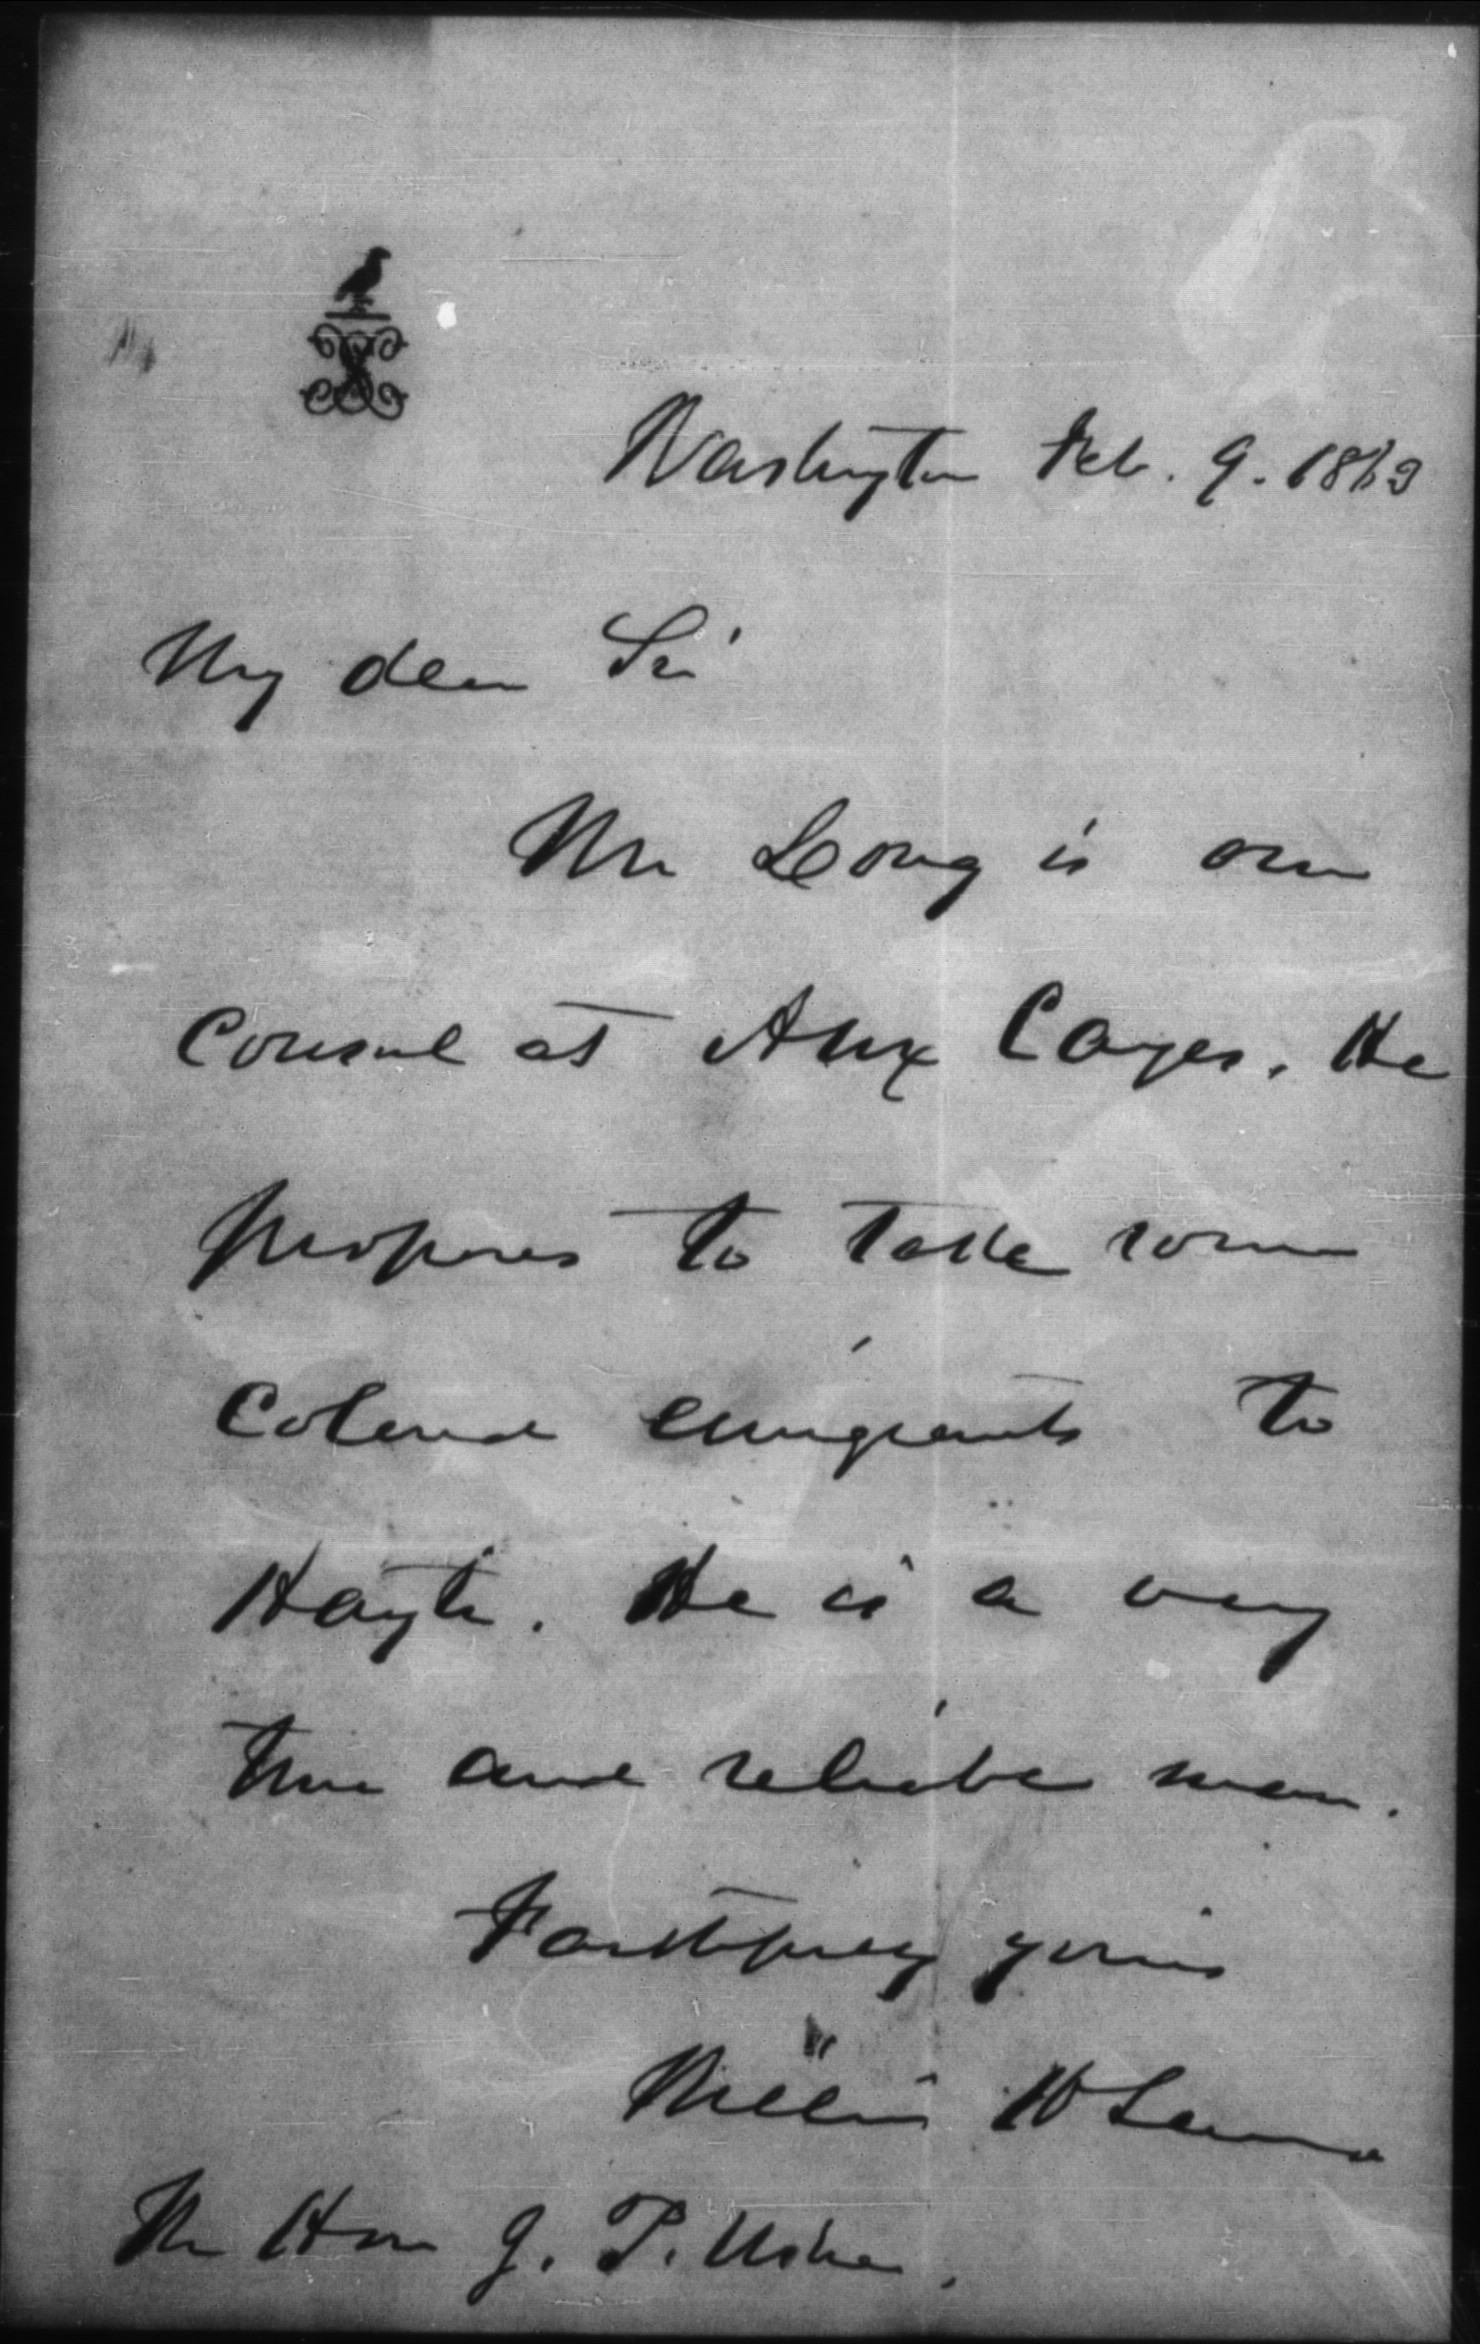 Washington Feb. 9. 1863
My dear Sir
Mr Long is our
Consul at Aux Cayes. He
proposes to take some
Colored emigrants to
Hayti. He is a very
true and reliable man.
Faithfully yours
William H Seward
The Hon J. P. Usher.